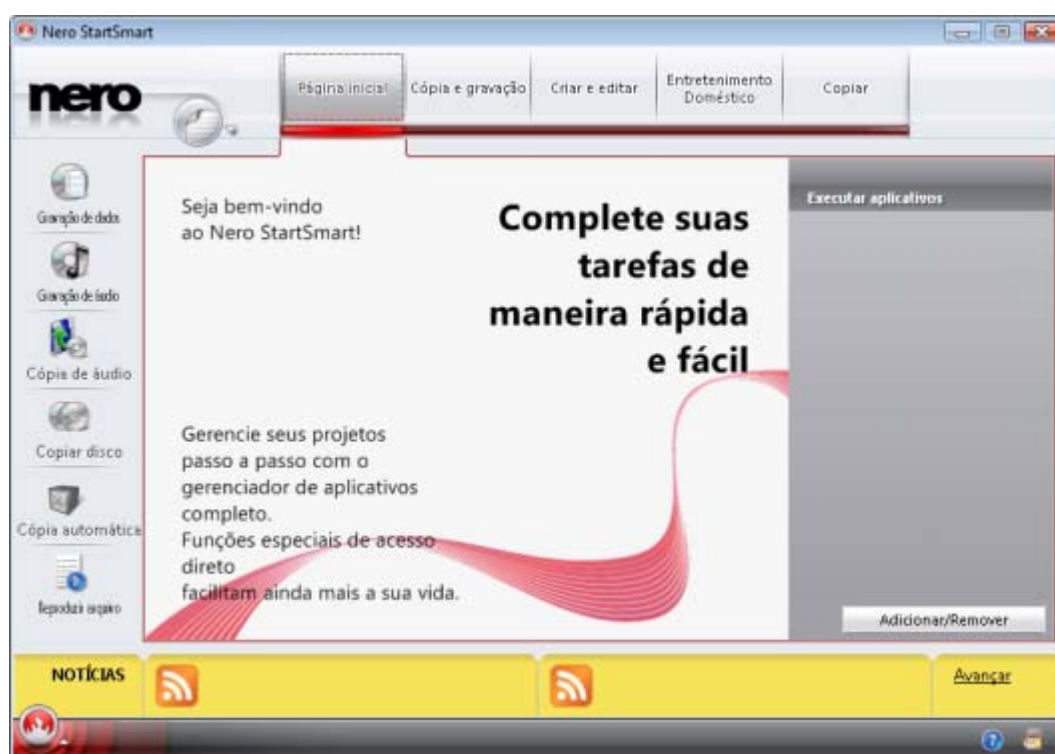 Nero StartSmart
nero
Página inicial
Cópia e gravação
Criar e editar
Entretenimento
Doméstico
Copiar
Gravação de dados
Gravação de áudio
Cópia de áudio
Copiar disco
Cópia automática
Reproduzir arquivo
Seja bem-vindo
ao Nero StartSmart!
Complete suas
tarefas de
maneira rápida
e fácil
Gerencie seus projetos
passo a passo com o
gerenciador de aplicativos
completo.
Funções especiais de acesso
direto
facilitam ainda mais a sua vida.
Executar aplicativos
Adicionar/Remover
NOTÍCIAS
Avançar